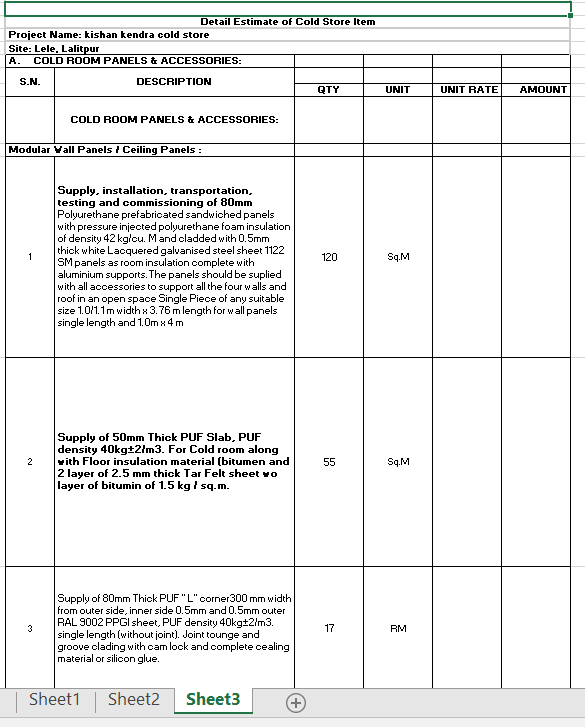 Detail Estimate of Cold Store Item
Project Name: kishan kendra cold store
Site: Lele, Lalitpur
A. COLD ROOM PANELS & ACCESSORIES:
S.N. DESCRIPTION QTY UNIT UNIT RATE AMOUNT
COLD ROOM PANELS & ACCESSORIES:
Modular Wall Panels / Ceiling Panels :
Supply, installation, transportation,
testing and commissioning of 80mm
Polyurethane prefabricated sandwiched panels
with pressure injected polyurethane foam insulation
of density 42 kg/cu. M and cladded with 0.5mm
thick white Lacquered galvanised steel sheet 1122
1 SM panels as room insulation complete with 120 Sq.M
aluminium supports. The panels should be suplied
with all accessories to support all the four walls and
roof in an open space Single Piece of any suitable
size 1.0/1.1 m width x 3.76 m length for wall panels
single length and 1.0m x 4 m
Supply of 50mm Thick PUF Slab, PUF
density 40kg±2/m3. For Cold room along
2 with Floor insulation material (bitumen and 55 Sq.M
2 layer of 2.5 mm thick Tar Felt sheet wo
layer of bitumin of 1.5 kg / sq.m.
Supply of 80mm Thick PUF "L" corner300 mm width
from outer side, inner side 0.5mm and 0.5mm outer
RAL 9002 PPGI sheet, PUF density 40kg±2/m3.
3 single length (without joint). Joint tounge and 17 RM
groove clading with cam lock and complete cealing
material or silicon glue.
Sheet1 Sheet2 Sheet3